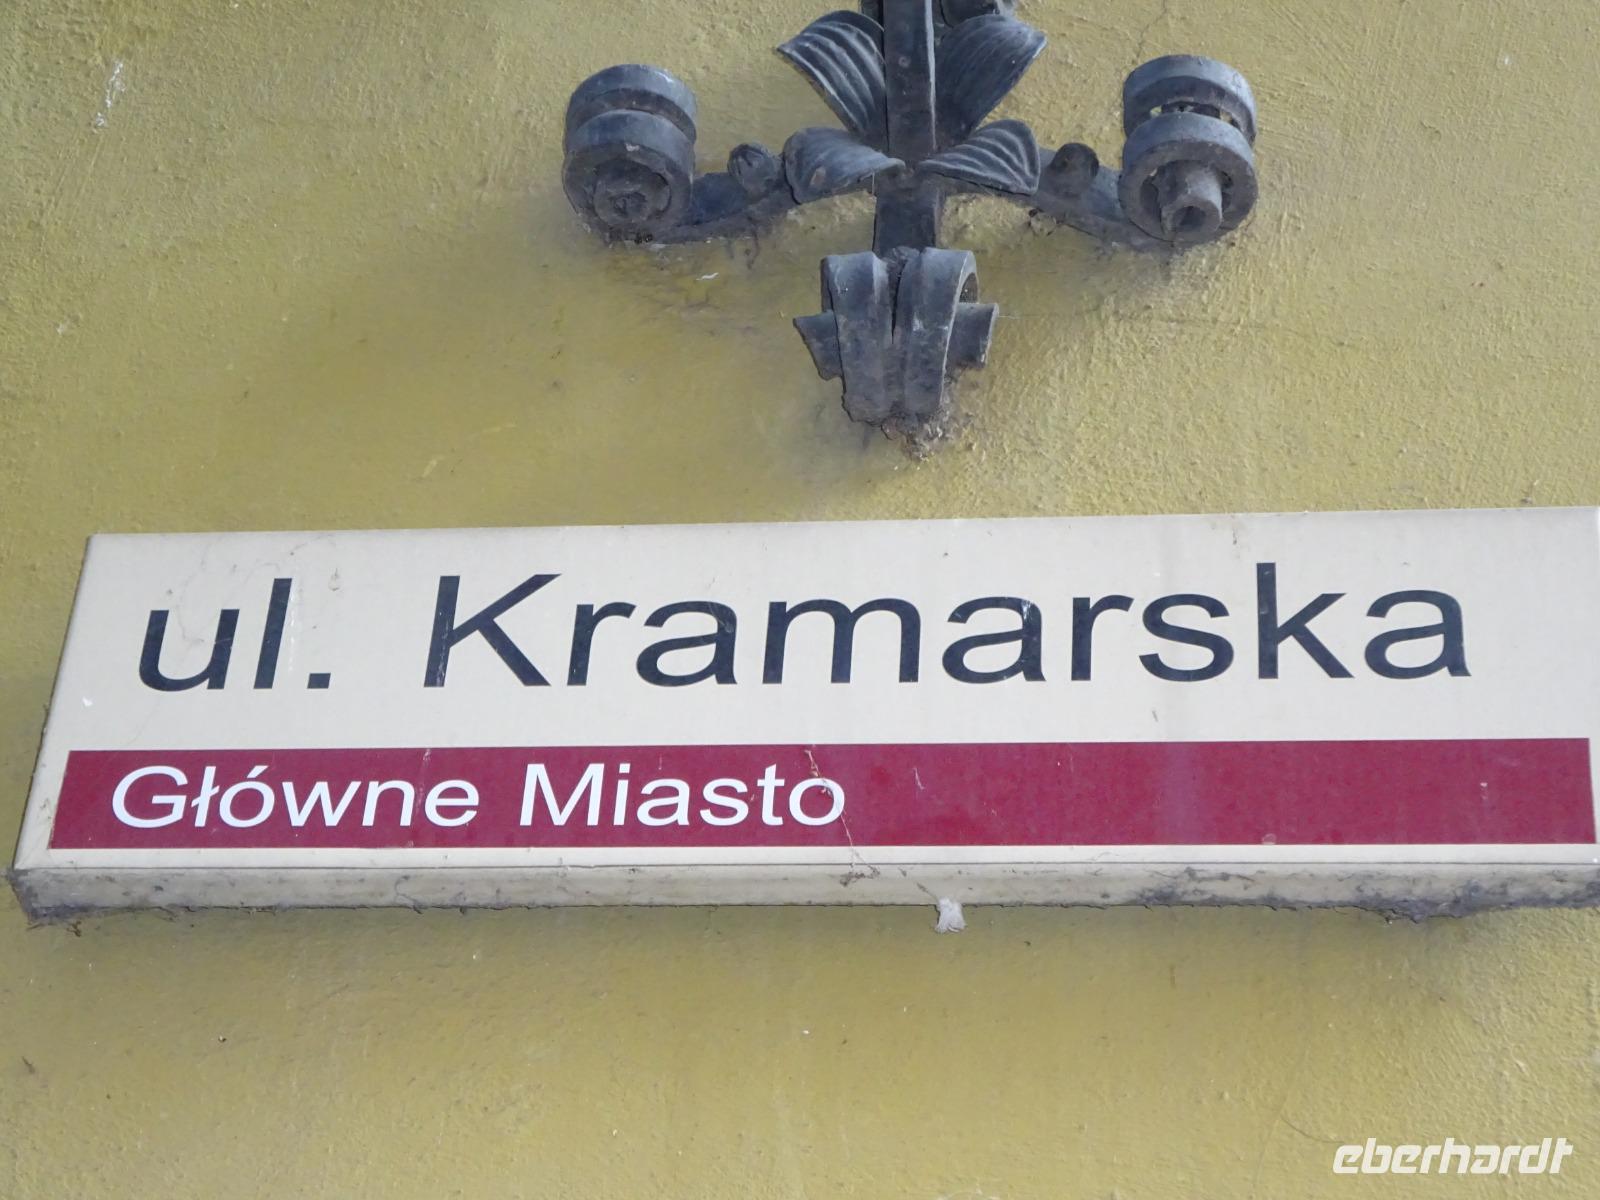 ul. Kramarska
Główne Miasto
eberhardt